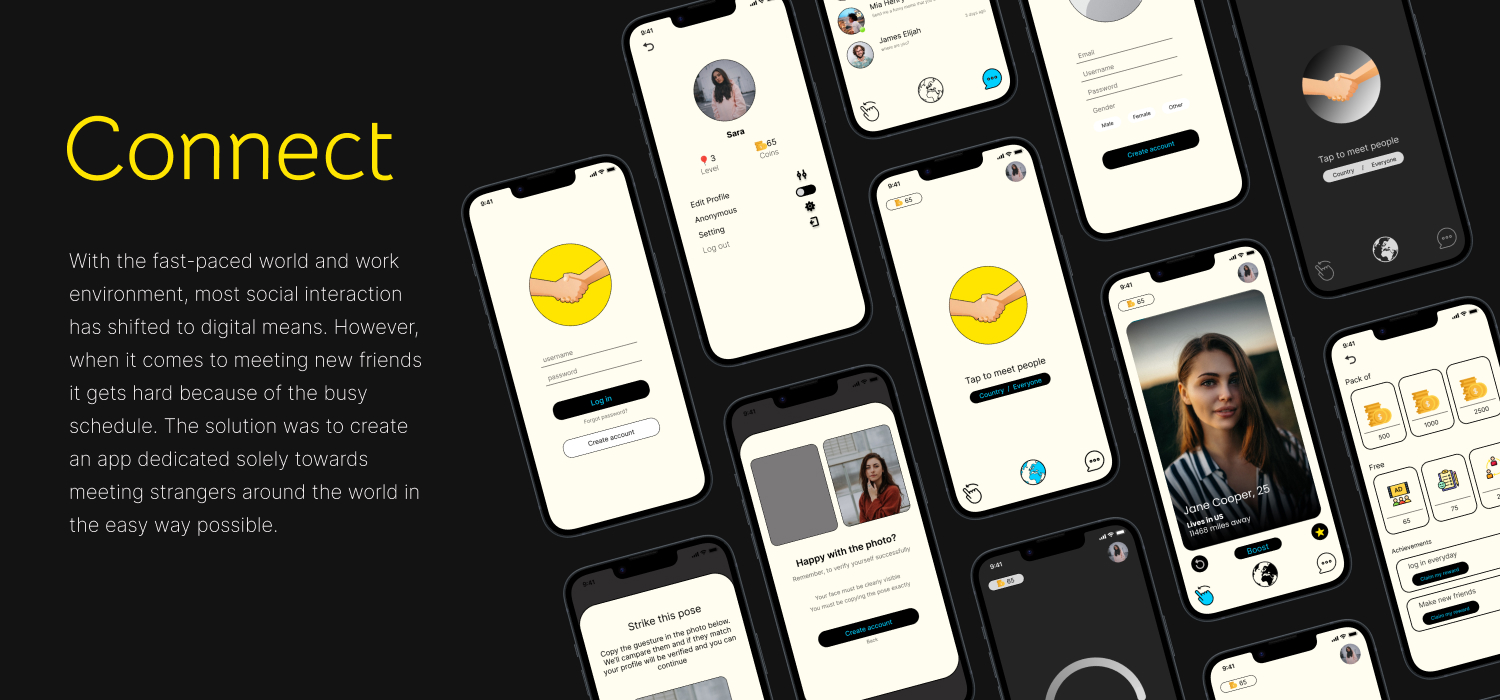 Connect
With the fast-paced world and work
environment, most social interaction
has shifted to digital means. However,
when it comes to meeting new friends
it gets hard because of the busy
schedule. The solution was to create
an app dedicated solely towards
meeting strangers around the world in
the easy way possible.
9:41
username
password
Log in
Forgot password?
Create account
9:41
Sara
3
Level
65
Coins
Edit Profile
Anonymous
Setting
Log out
Mia Henry
James Elijah
where are you?
5 days ago
Email
Username
Password
Gender
Male
Female
Other
Create account
Tap to meet people
Country / Everyone
9:41
65
Tap to meet people
Country / Everyone
9:41
65
Jane Cooper, 25
Lives in US
11468 miles away
Boost
9:41
Pack of
500
1000
2500
Free
AD
65
75
Achievements
log in everyday
Claim my reward
Make new friends
Claim my reward
9:41
Happy with the photo?
Remember, to verify yourself successfully
Your face must be clearly visible
You must be copying the pose exactly
Create account
Back
9:41
Strike this pose
Copy the guesture in the photo below.
We'll campare them and if they match
your profile will be verified and you can
continue
9:41
65
9:41
65